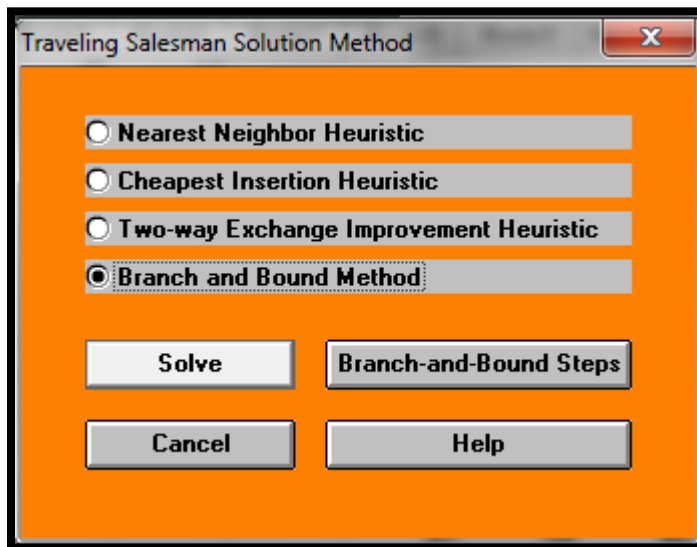 Traveling Salesman Solution Method
Nearest Neighbor Heuristic
Cheapest Insertion Heuristic
Two-way Exchange Improvement Heuristic
Branch and Bound Method
Solve
Branch-and-Bound Steps
Cancel
Help